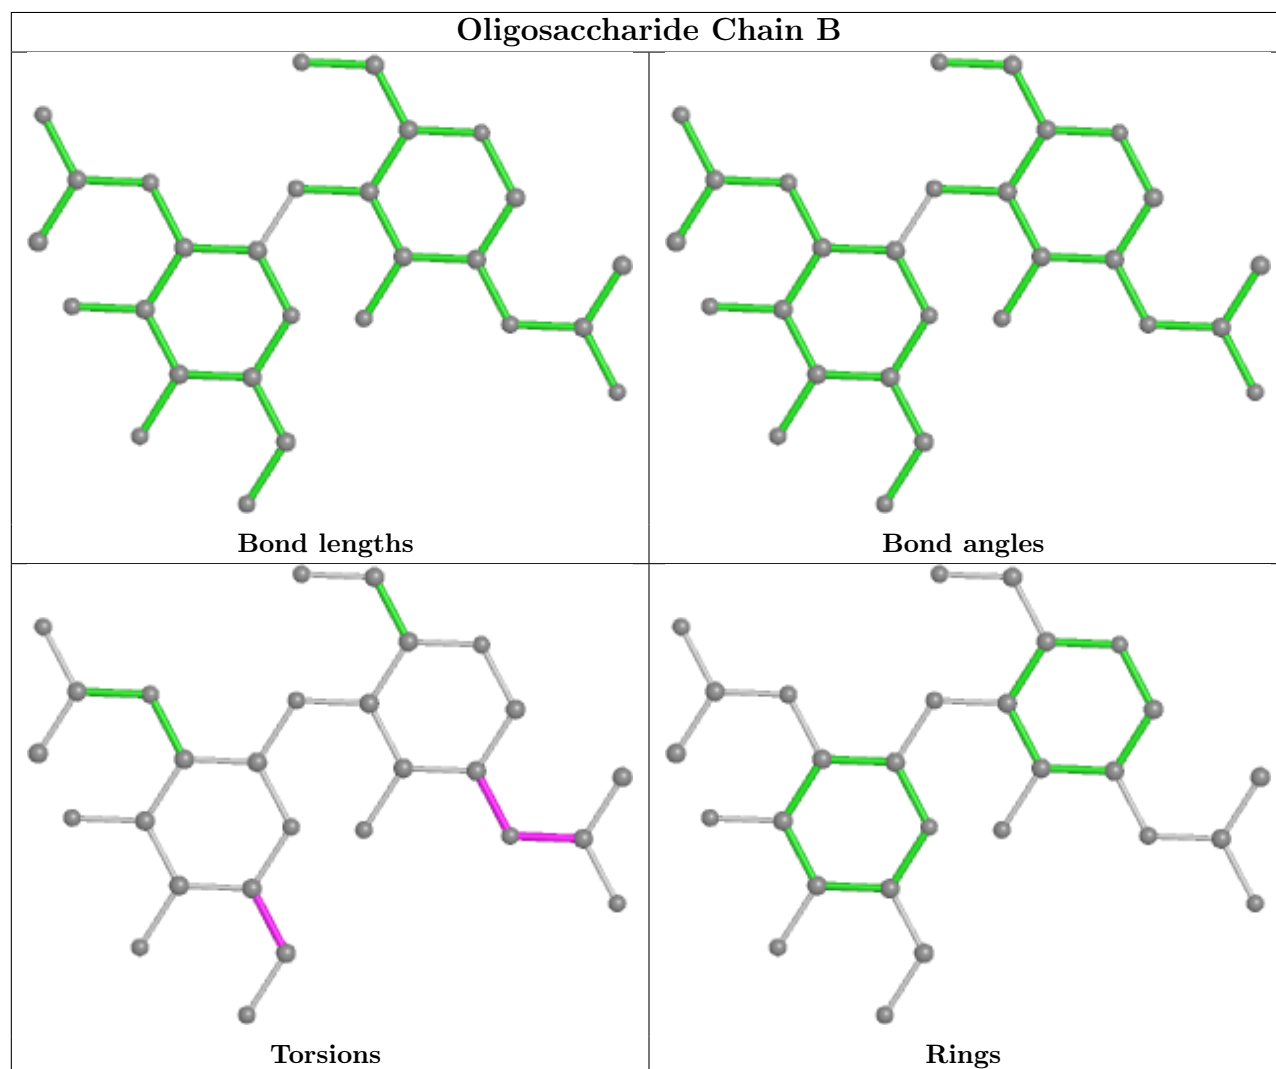 Oligosaccharide Chain B
Bond lengths
Bond angles
Torsions
Rings